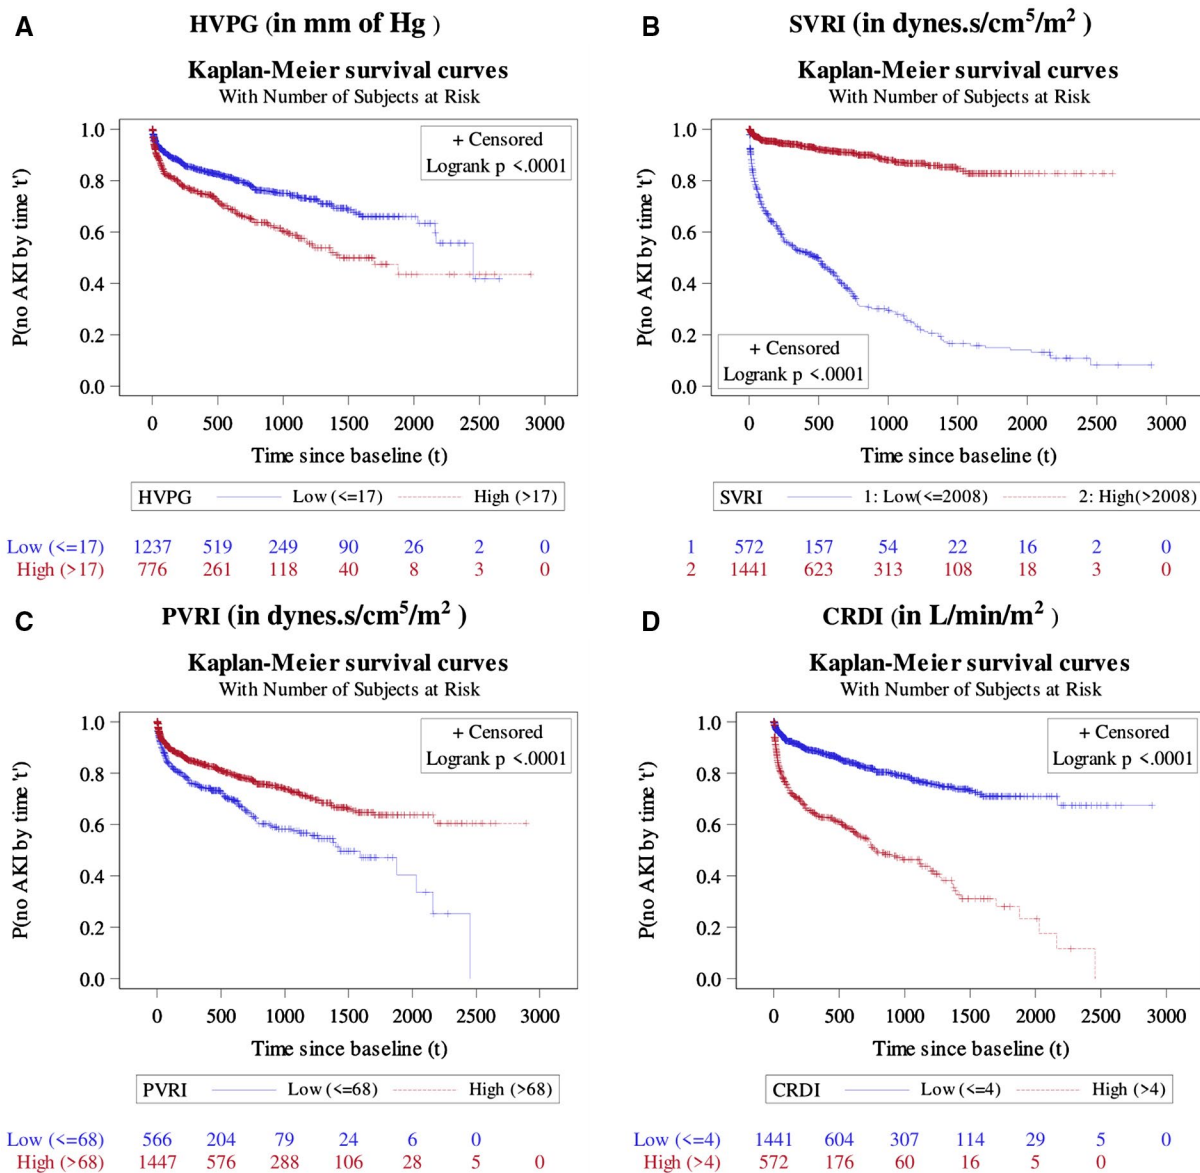 A
HVPG (in mm of Hg )
Kaplan-Meier survival curves
With Number of Subjects at Risk
+ Censored
Logrank p <.0001
P(no AKI by time 't')
1.0
0.8
0.6
0.4
0.2
0.0
0 500 1000 1500 2000 2500 3000
Time since baseline (t)
HVPG Low (<=17) High (>17)
Low (<=17) 1237 519 249 90 26 2 0
High (>17) 776 261 118 40 8 3 0
B
SVRI (in dynes.s/cm⁵/m² )
Kaplan-Meier survival curves
With Number of Subjects at Risk
+ Censored
Logrank p <.0001
P(no AKI by time 't')
1.0
0.8
0.6
0.4
0.2
0.0
0 500 1000 1500 2000 2500 3000
Time since baseline (t)
SVRI 1: Low(<=2008) 2: High(>2008)
1 572 157 54 22 16 2 0
2 1441 623 313 108 18 3 0
C
PVRI (in dynes.s/cm⁵/m² )
Kaplan-Meier survival curves
With Number of Subjects at Risk
+ Censored
Logrank p <.0001
P(no AKI by time 't')
1.0
0.8
0.6
0.4
0.2
0.0
0 500 1000 1500 2000 2500 3000
Time since baseline (t)
PVRI Low (<=68) High (>68)
Low (<=68) 566 204 79 24 6 0
High (>68) 1447 576 288 106 28 5 0
D
CRDI (in L/min/m² )
Kaplan-Meier survival curves
With Number of Subjects at Risk
+ Censored
Logrank p <.0001
P(no AKI by time 't')
1.0
0.8
0.6
0.4
0.2
0.0
0 500 1000 1500 2000 2500 3000
Time since baseline (t)
CRDI Low (<=4) High (>4)
Low (<=4) 1441 604 307 114 29 5 0
High (>4) 572 176 60 16 5 0